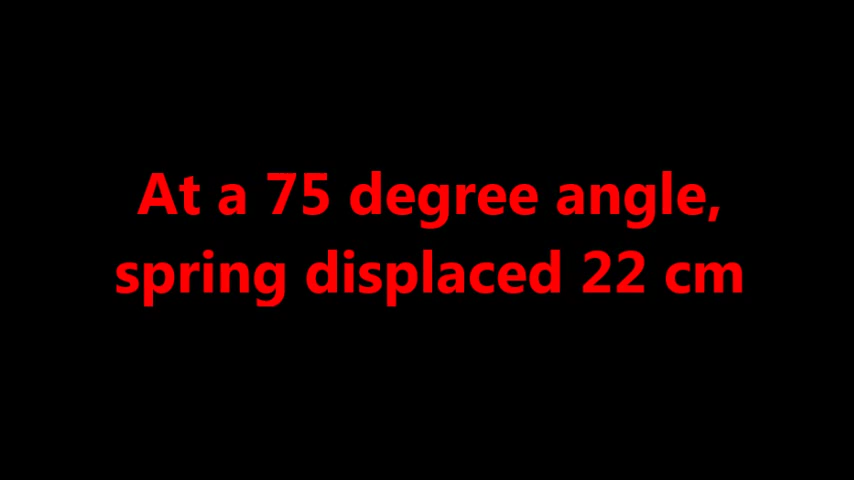 At a 75 degree angle,
spring displaced 22 cm